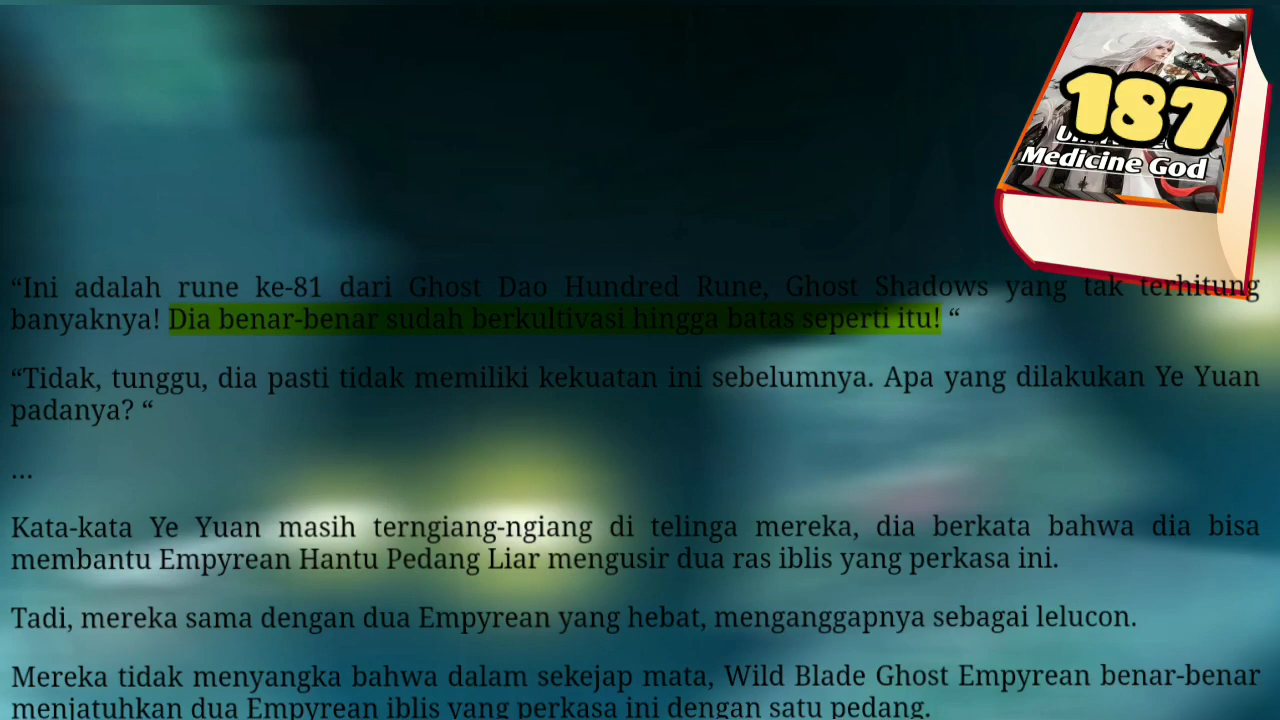 187
Medicine God
“Ini adalah rune ke-81 dari Ghost Dao Hundred Rune, Ghost Shadows yang tak terhitung
banyaknya! Dia benar-benar sudah berkultivasi hingga batas seperti itu! “
“Tidak, tunggu, dia pasti tidak memiliki kekuatan ini sebelumnya. Apa yang dilakukan Ye Yuan
padanya? “
...
Kata-kata Ye Yuan masih terngiang-ngiang di telinga mereka, dia berkata bahwa dia bisa
membantu Empyrean Hantu Pedang Liar mengusir dua ras iblis yang perkasa ini.
Tadi, mereka sama dengan dua Empyrean yang hebat, menganggapnya sebagai lelucon.
Mereka tidak menyangka bahwa dalam sekejap mata, Wild Blade Ghost Empyrean benar-benar
menjatuhkan dua Empyrean iblis yang perkasa ini dengan satu pedang.